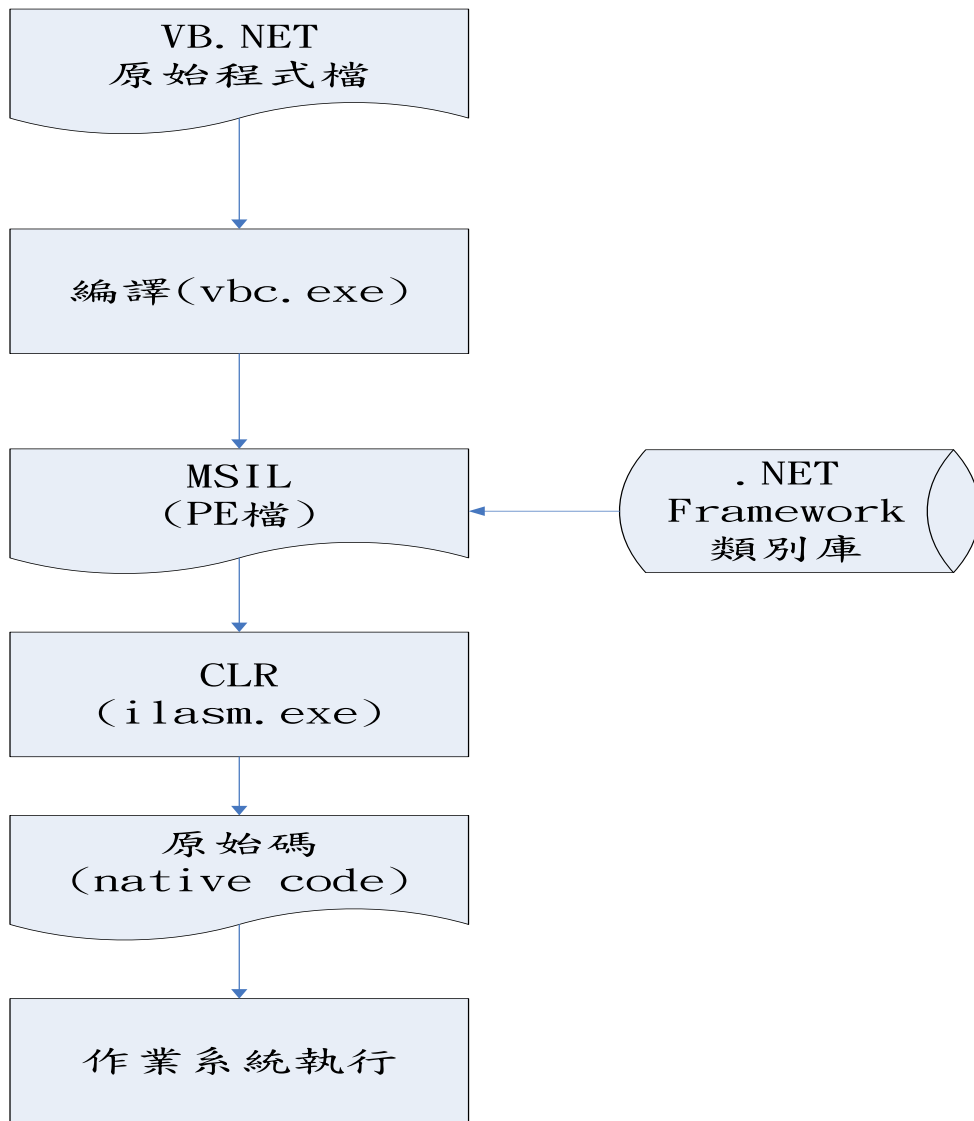 VB.NET
原始程式檔
編譯(vbc.exe)
MSIL
(PE檔)
.NET
Framework
類別庫
CLR
(ilasm.exe)
原始碼
(native code)
作業系統執行